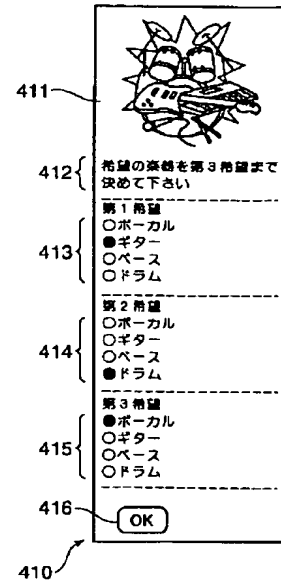 411
412
希望の楽器を第3希望まで
決めて下さい
413
第1希望
○ボーカル
●ギター
○ベース
○ドラム
414
第2希望
○ボーカル
○ギター
○ベース
●ドラム
415
第3希望
●ボーカル
○ギター
○ベース
○ドラム
416
OK
410